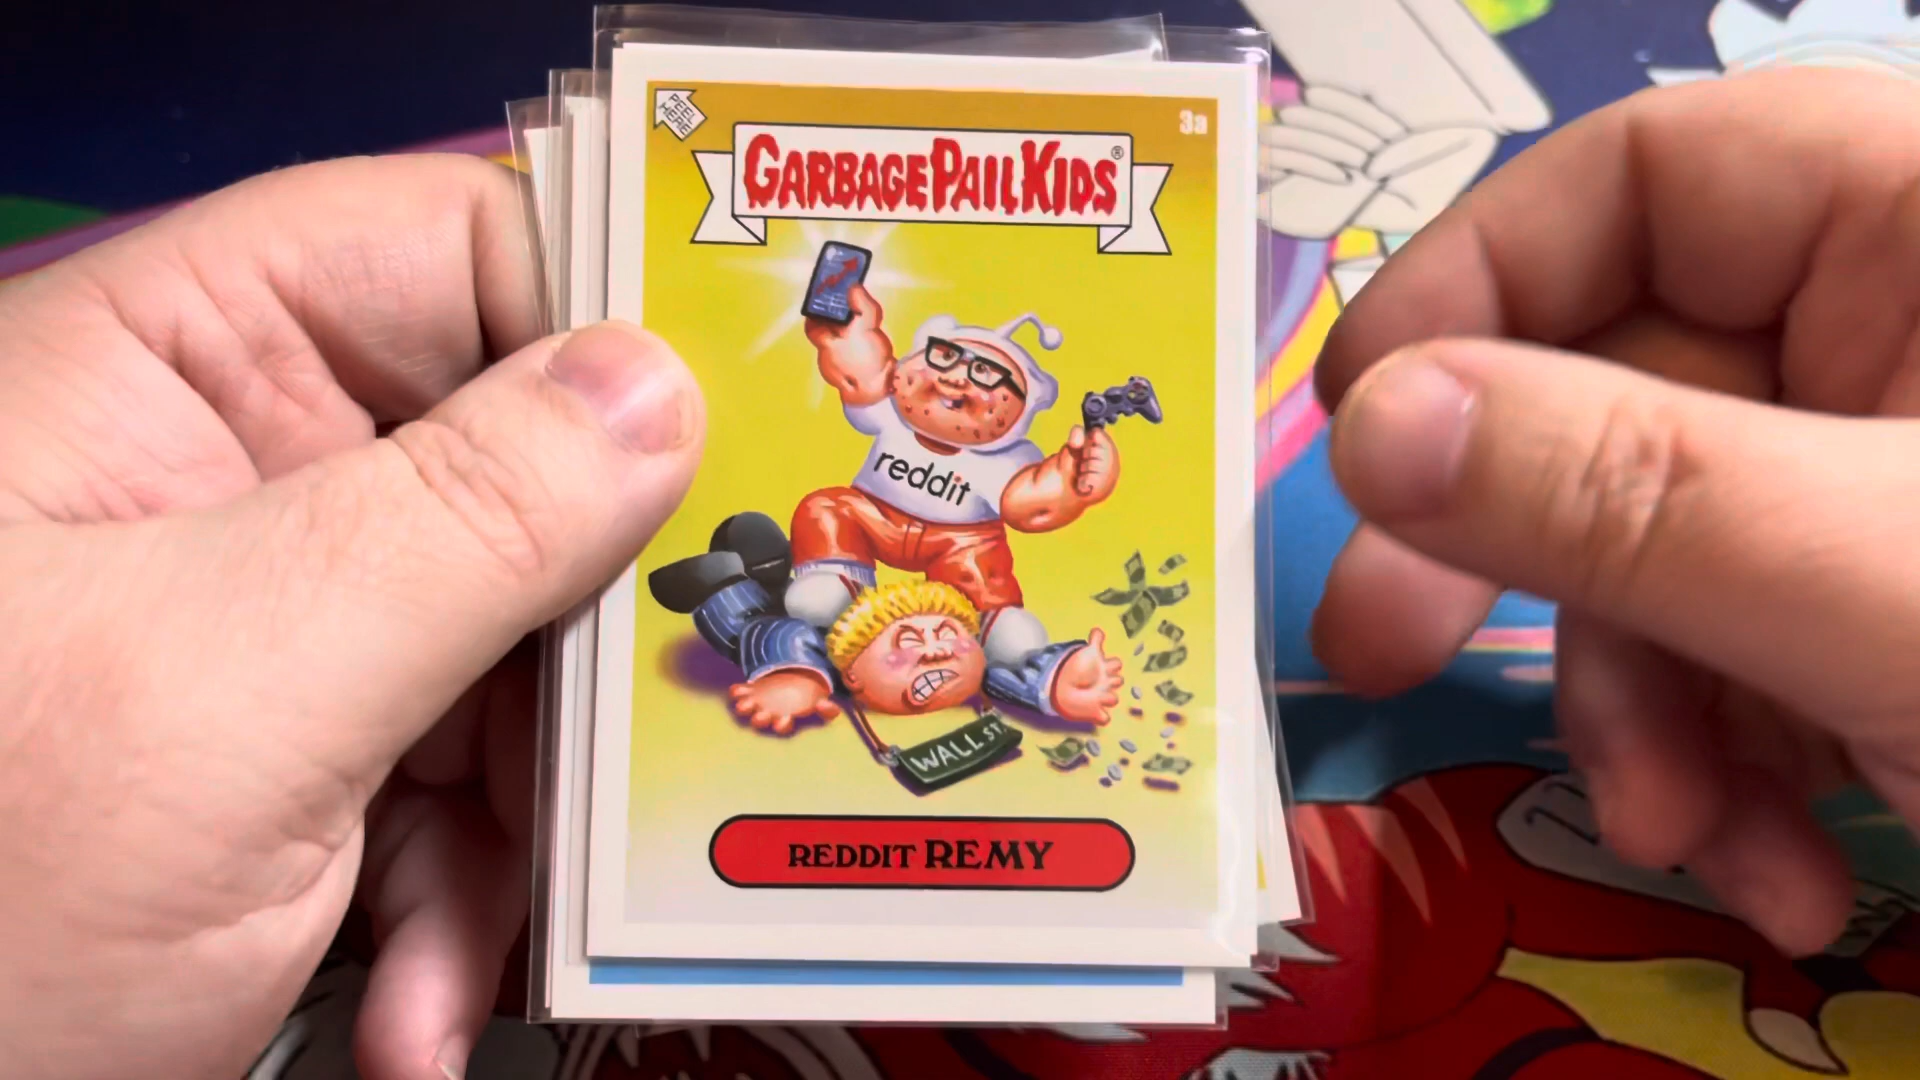 PEEL HERE
3a
GARBAGE PAIL KIDS®
reddit
WALL ST.
REDDIT REMY